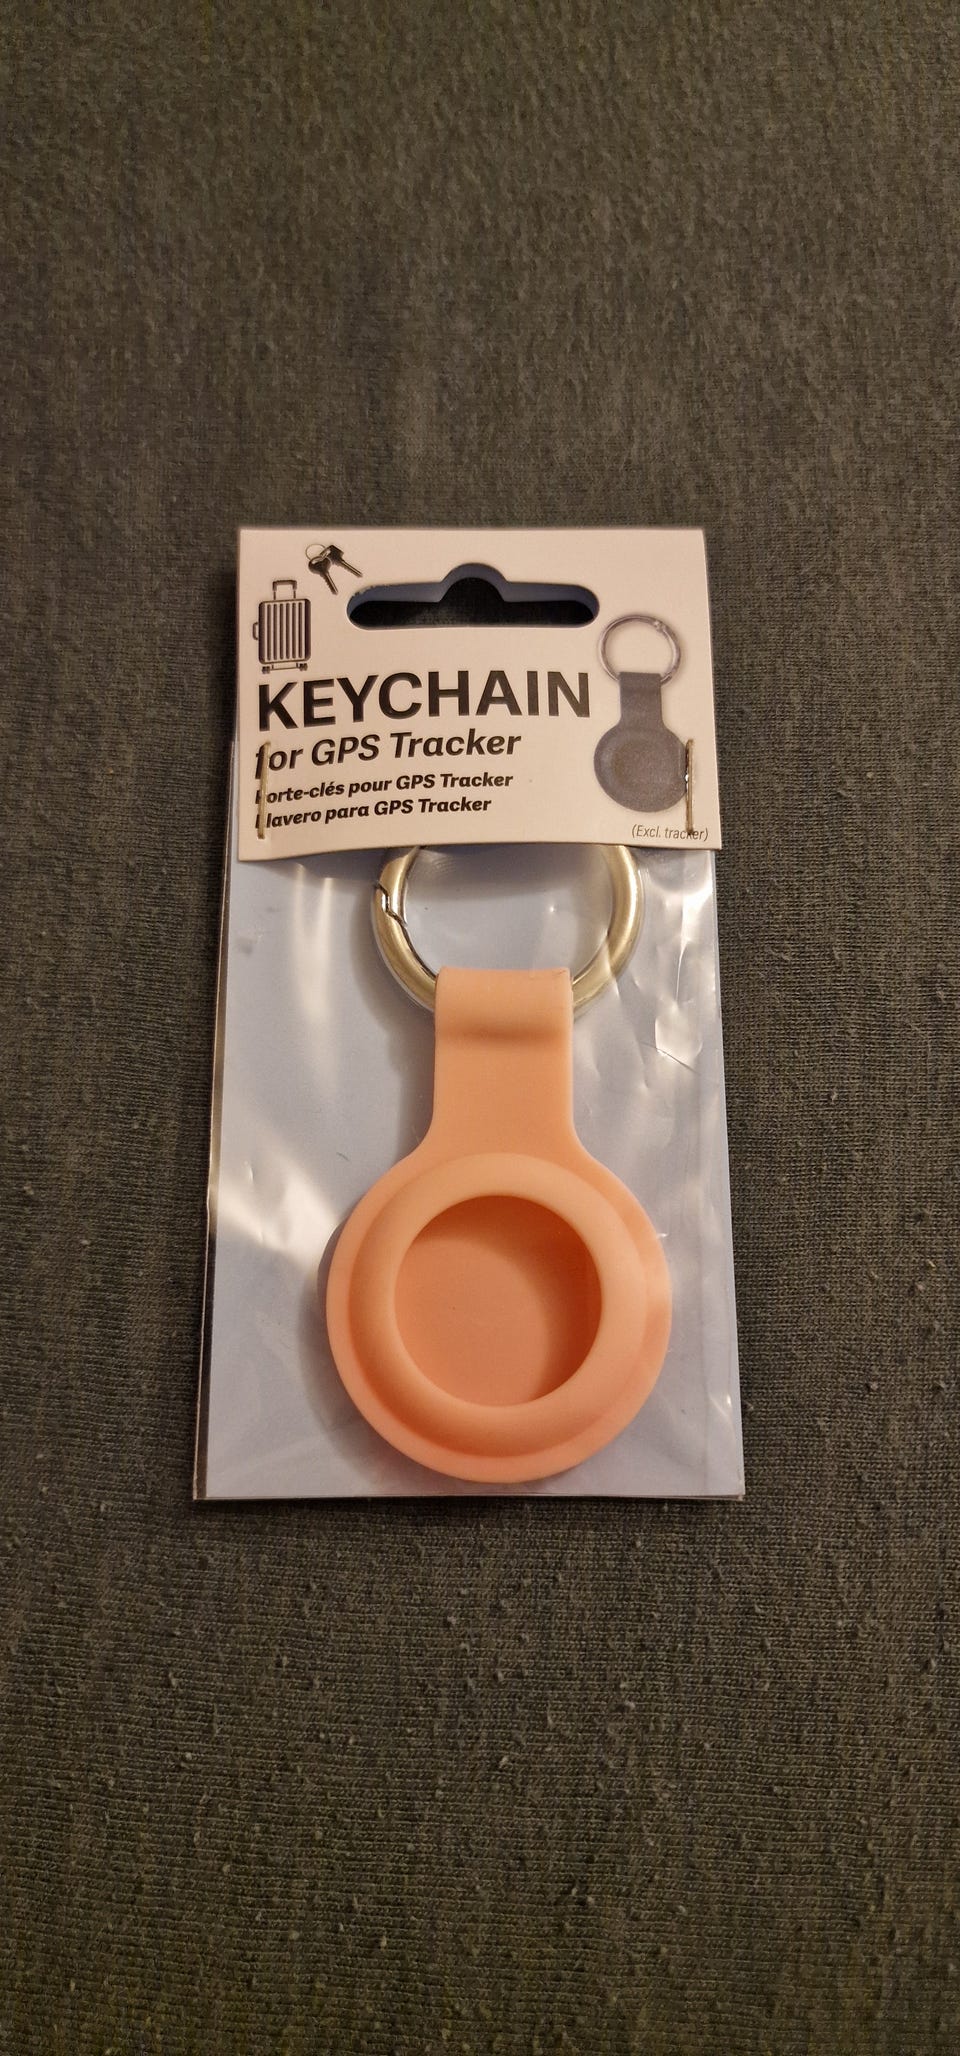 KEYCHAIN
for GPS Tracker
Porte-clés pour GPS Tracker
Llavero para GPS Tracker
(Excl. tracker)